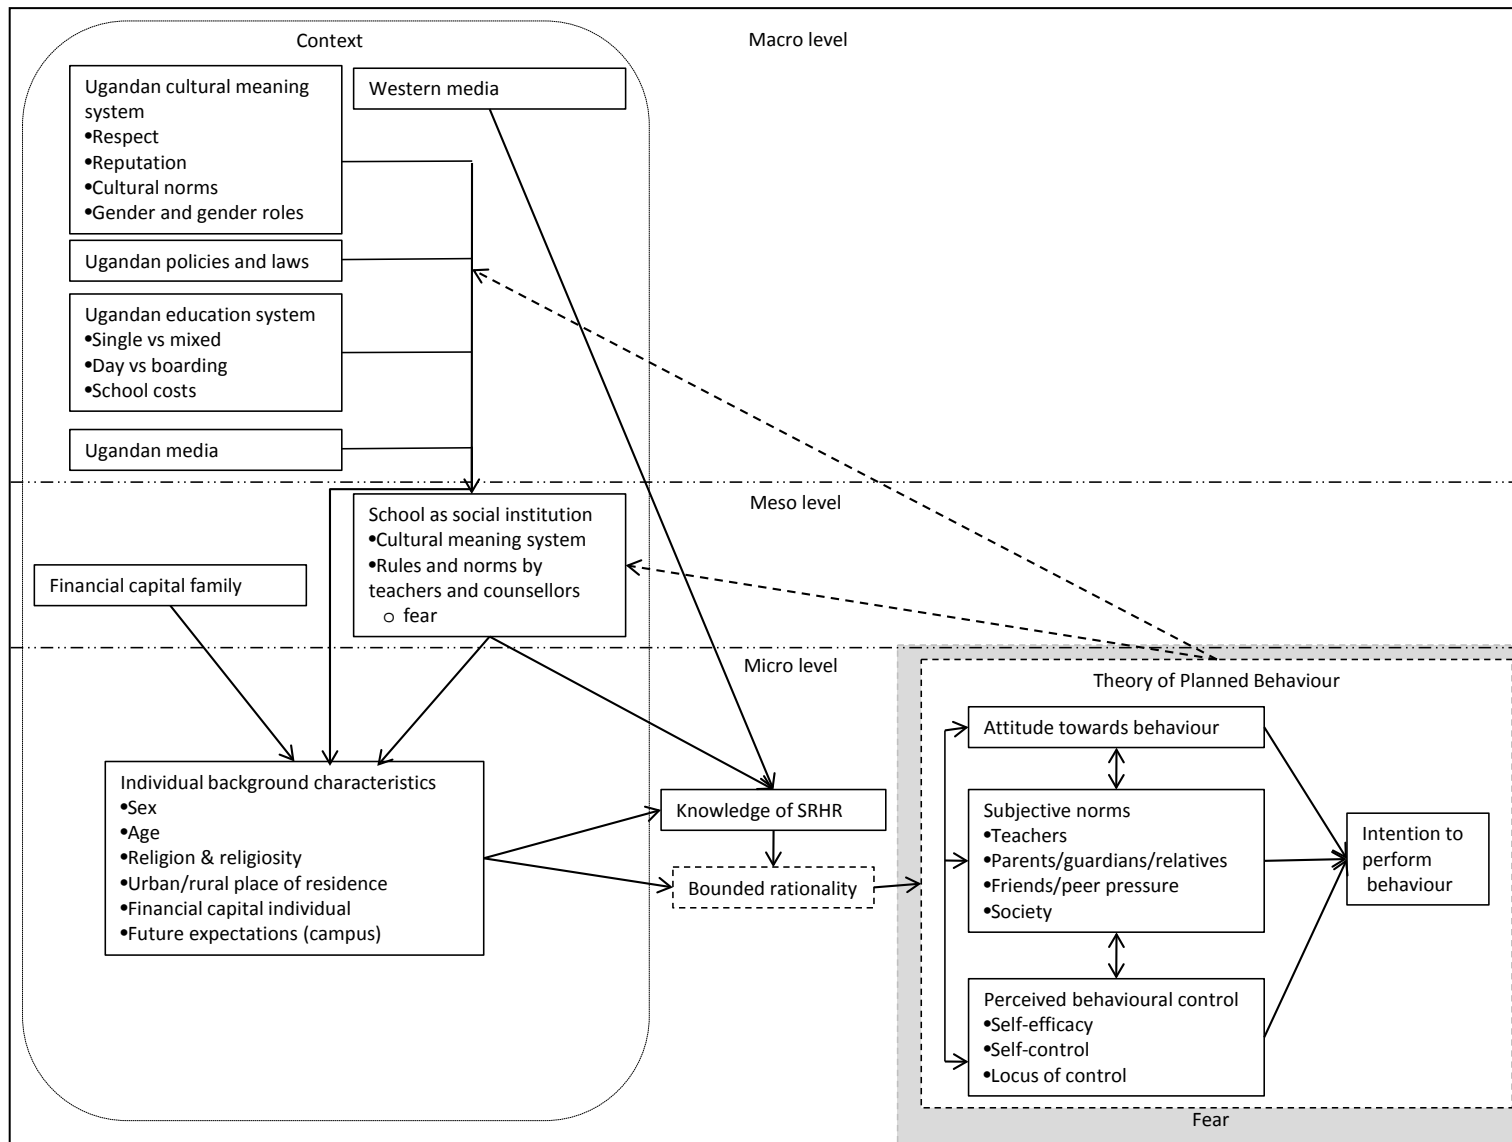 Context
Macro level
Ugandan cultural meaning
system
•Respect
•Reputation
•Cultural norms
•Gender and gender roles
Western media
Ugandan policies and laws
Ugandan education system
•Single vs mixed
•Day vs boarding
•School costs
Ugandan media
Meso level
School as social institution
•Cultural meaning system
•Rules and norms by
teachers and counsellors
o fear
Financial capital family
Micro level
Individual background characteristics
•Sex
•Age
•Religion & religiosity
•Urban/rural place of residence
•Financial capital individual
•Future expectations (campus)
Knowledge of SRHR
Bounded rationality
Theory of Planned Behaviour
Attitude towards behaviour
Subjective norms
•Teachers
•Parents/guardians/relatives
•Friends/peer pressure
•Society
Perceived behavioural control
•Self-efficacy
•Self-control
•Locus of control
Intention to
perform
behaviour
Fear